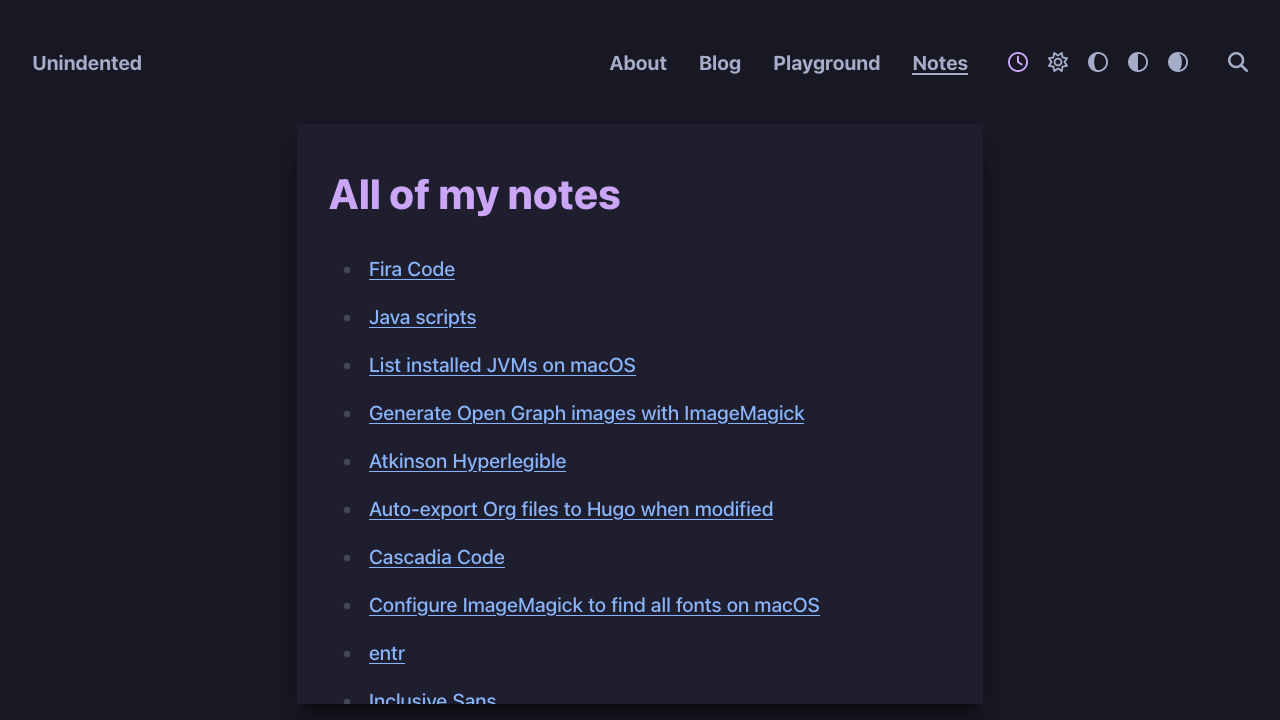 Unindented
About Blog Playground Notes
All of my notes
Fira Code
Java scripts
List installed JVMs on macOS
Generate Open Graph images with ImageMagick
Atkinson Hyperlegible
Auto-export Org files to Hugo when modified
Cascadia Code
Configure ImageMagick to find all fonts on macOS
entr
Inclusive Sans